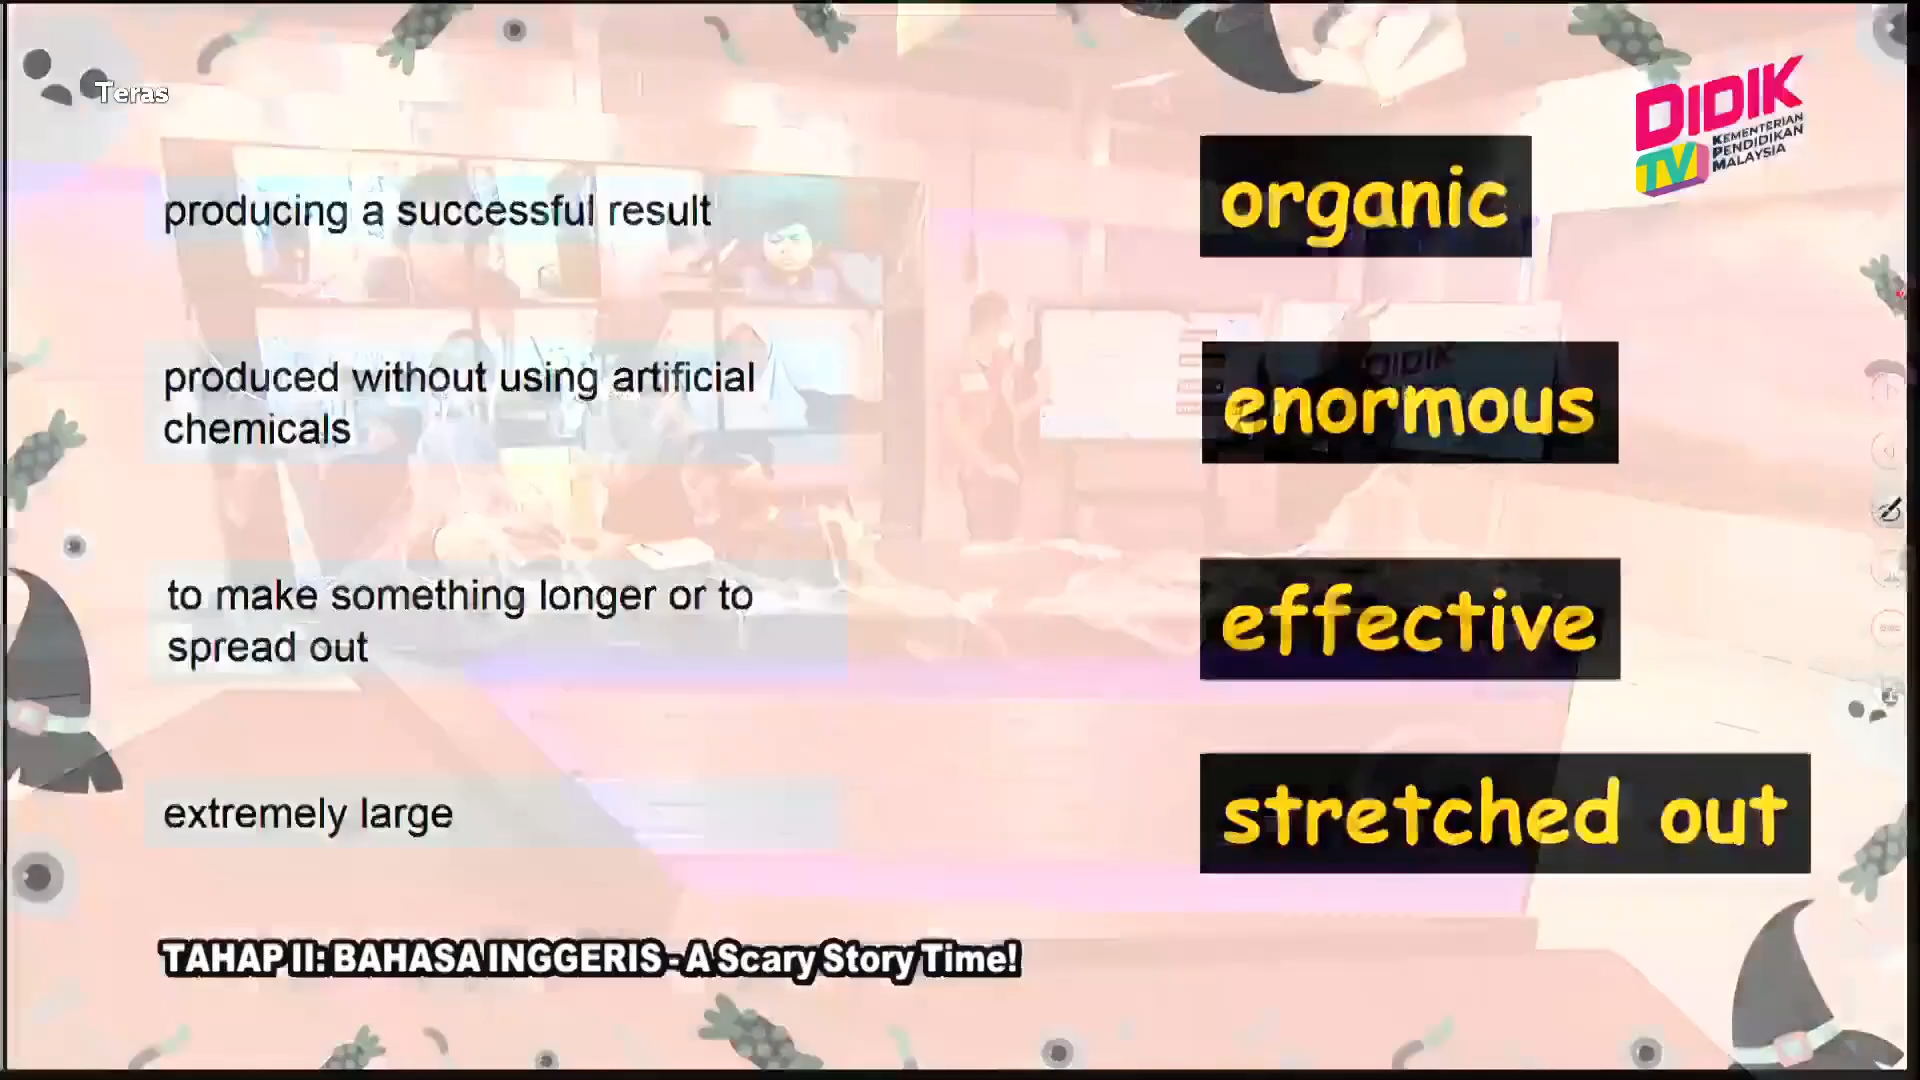 Teras
DIDIK
TV
KEMENTERIAN
PENDIDIKAN
MALAYSIA
producing a successful result
organic
produced without using artificial
chemicals
enormous
to make something longer or to
spread out
effective
extremely large
stretched out
TAHAP II: BAHASA INGGERIS - A Scary Story Time!